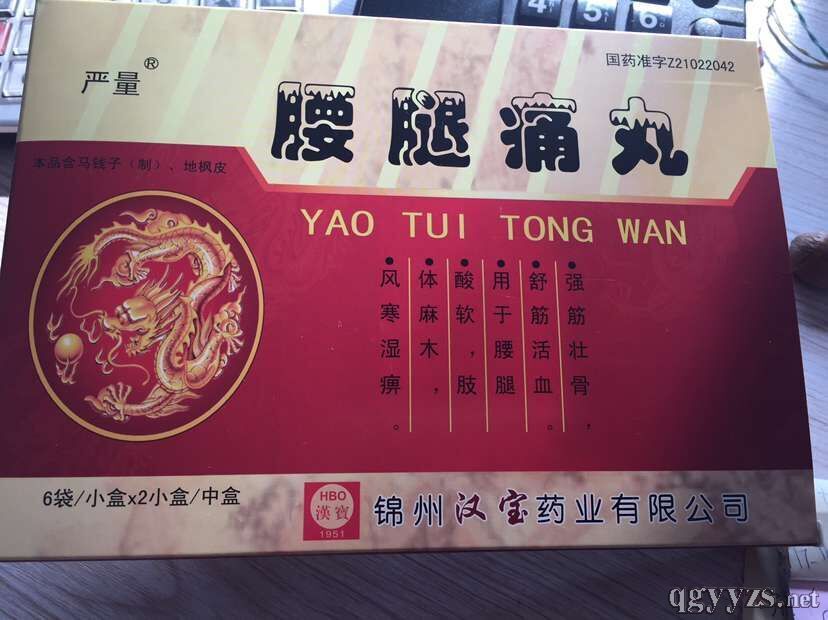 4 5 6
严量®
国药准字Z21022042
腰腿痛丸
本品含马钱子（制）、地枫皮
YAO TUI TONG WAN
强筋壮骨，
舒筋活血。
用于腰腿
酸软，肢
体麻木，
风寒湿痹。
6袋/小盒x2小盒/中盒
HBO
漢寶
1951
锦州汉宝药业有限公司
qgyyzs.net